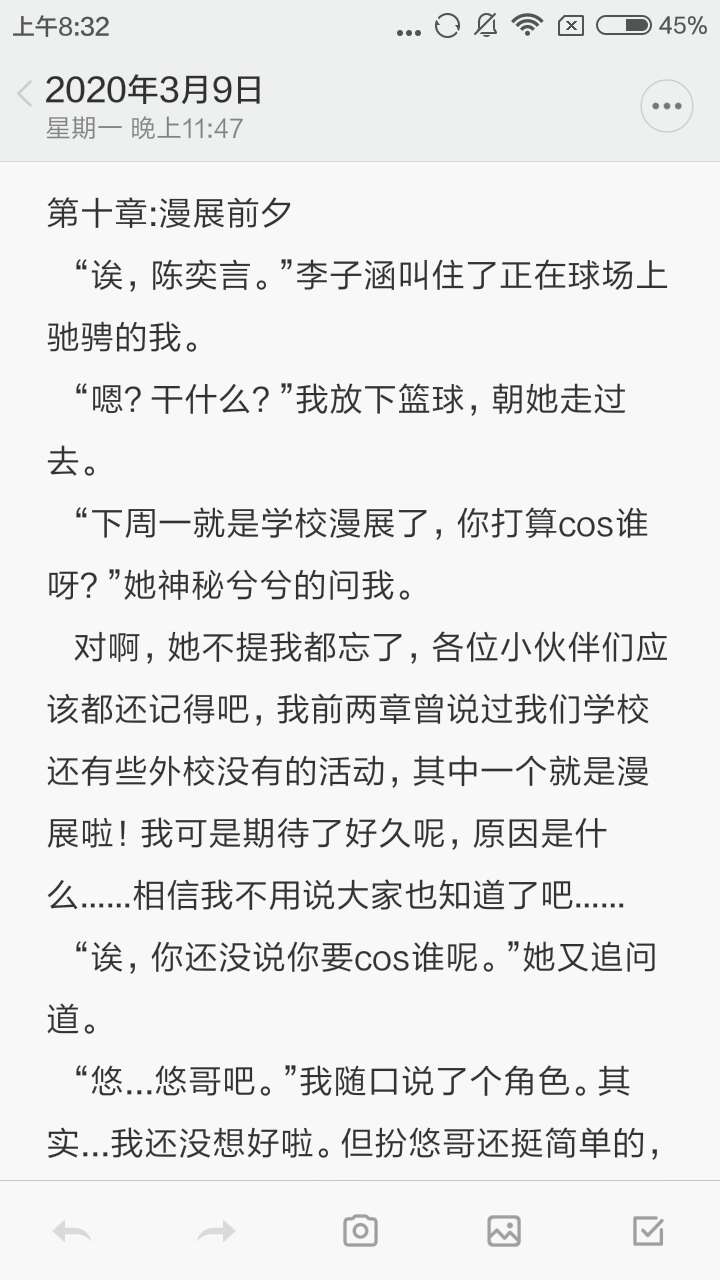 上午8:32
45%
2020年3月9日
星期一 晚上11:47
第十章:漫展前夕
“诶，陈奕言。”李子涵叫住了正在球场上
驰骋的我。
“嗯？干什么？”我放下篮球，朝她走过
去。
“下周一就是学校漫展了，你打算cos谁
呀？”她神秘兮兮的问我。
对啊，她不提我都忘了，各位小伙伴们应
该都还记得吧，我前两章曾说过我们学校
还有些外校没有的活动，其中一个就是漫
展啦！我可是期待了好久呢，原因是什
么……相信我不用说大家也知道了吧……
“诶，你还没说你要cos谁呢。”她又追问
道。
“悠…悠哥吧。”我随口说了个角色。其
实…我还没想好啦。但扮悠哥还挺简单的，